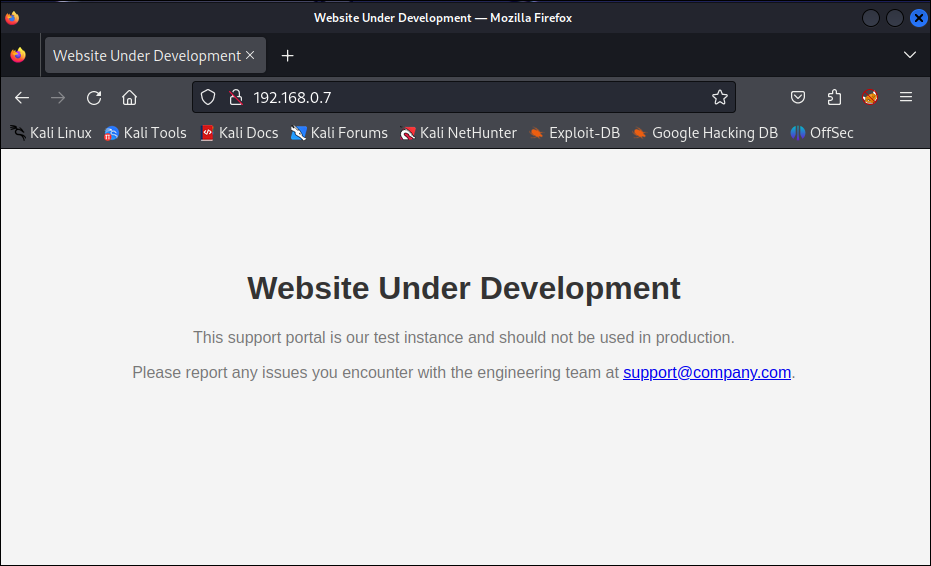 Website Under Development — Mozilla Firefox
Website Under Development
192.168.0.7
Kali Linux Kali Tools Kali Docs Kali Forums Kali NetHunter Exploit-DB Google Hacking DB OffSec
Website Under Development
This support portal is our test instance and should not be used in production.
Please report any issues you encounter with the engineering team at support@company.com.